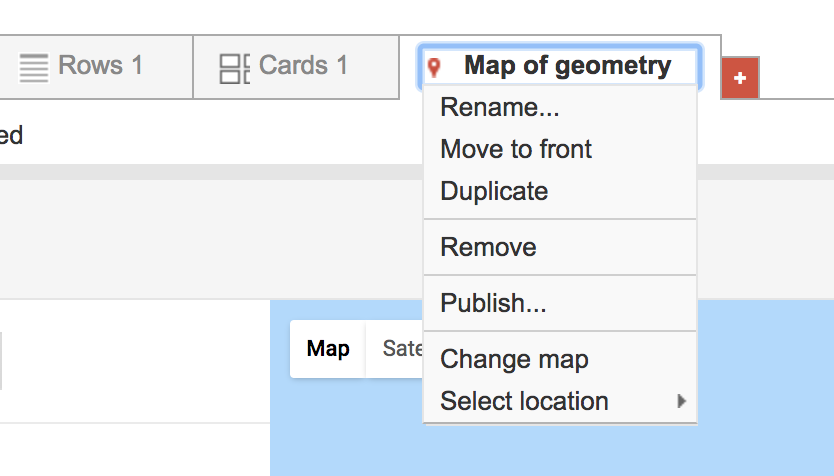 Rows 1
Cards 1
Map of geometry
+
ed
Rename...
Move to front
Duplicate
Remove
Publish...
Map
Sate
Change map
Select location